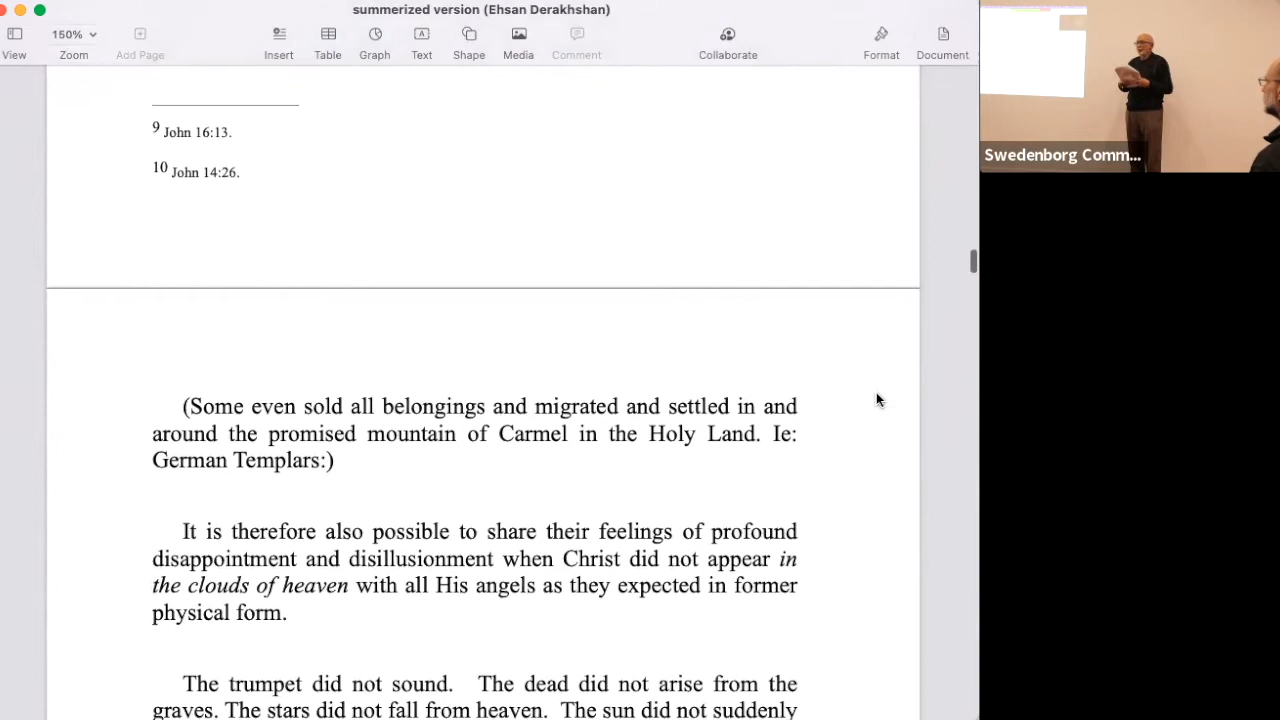 summerized version (Ehsan Derakhshan)
150%
View Zoom Add Page Insert Table Graph Text Shape Media Comment Collaborate Format Document
9 John 16:13.
10 John 14:26.
Swedenborg Comm...
(Some even sold all belongings and migrated and settled in and
around the promised mountain of Carmel in the Holy Land. Ie:
German Templars:)
It is therefore also possible to share their feelings of profound
disappointment and disillusionment when Christ did not appear in
the clouds of heaven with all His angels as they expected in former
physical form.
The trumpet did not sound. The dead did not arise from the
graves. The stars did not fall from heaven. The sun did not suddenly